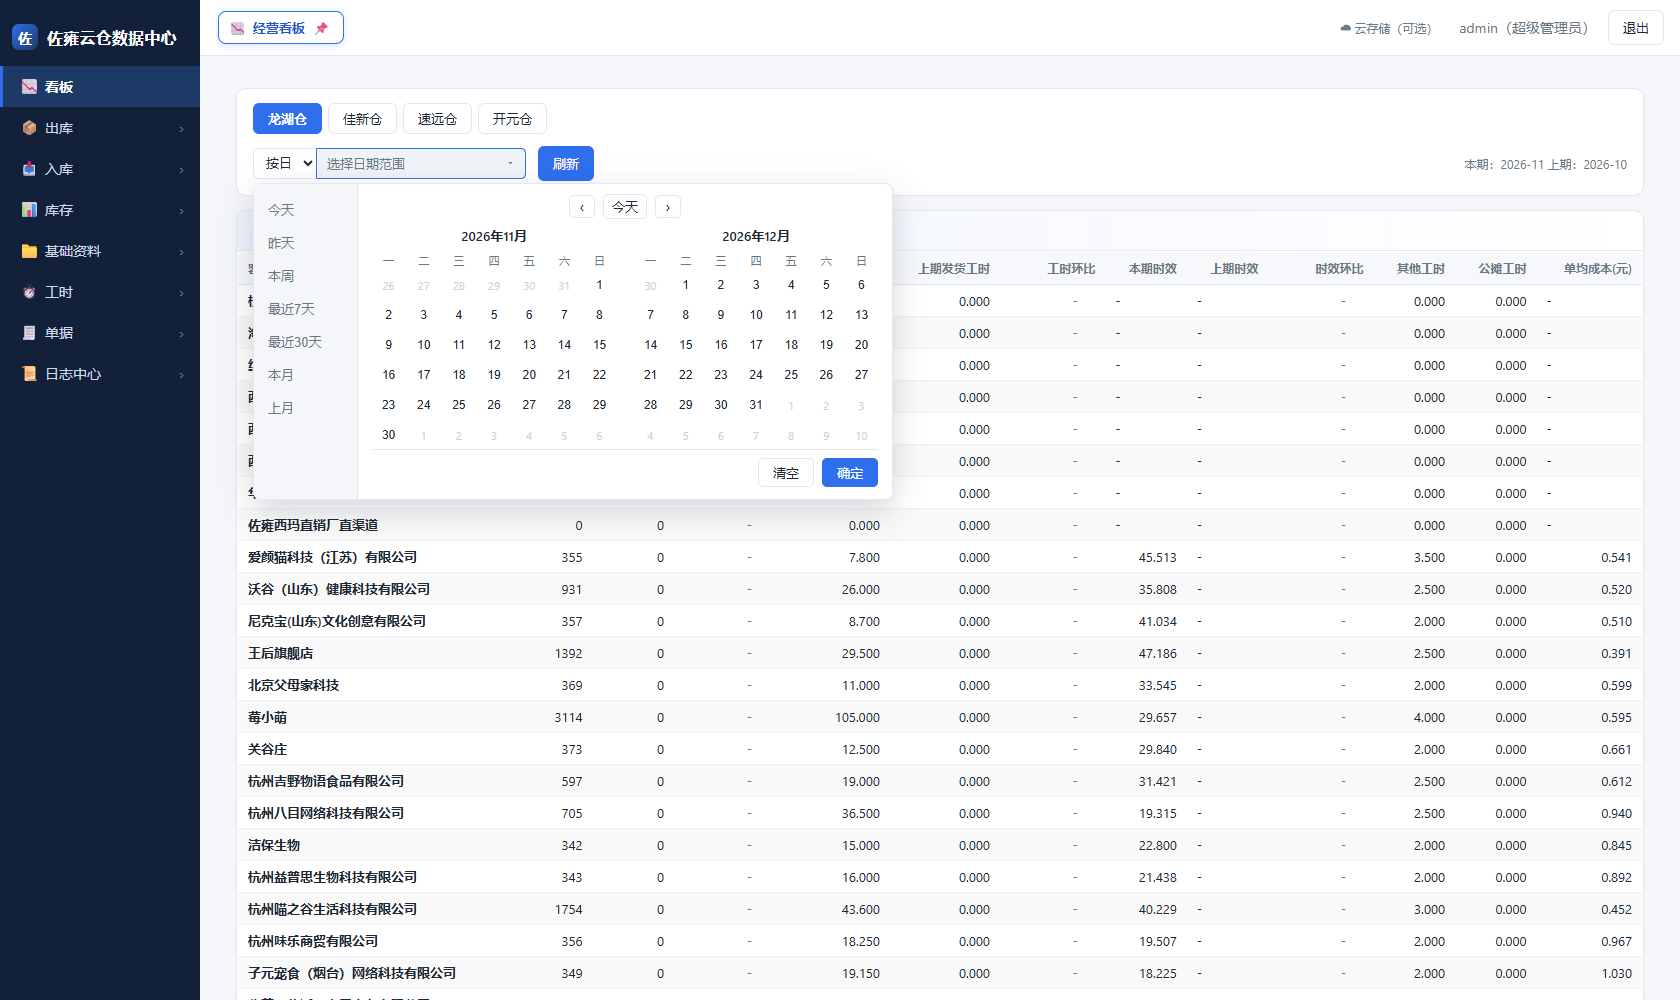 佐 佐雍云仓数据中心
看板
出库
入库
库存
基础资料
工时
单据
日志中心
经营看板
云存储（可选） admin（超级管理员） 退出
龙湖仓 佳新仓 速远仓 开元仓
按日 选择日期范围 刷新 本期：2026-11 上期：2026-10
今天
昨天
本周
最近7天
最近30天
本月
上月
‹ 今天 ›
2026年11月
一 二 三 四 五 六 日
26 27 28 29 30 31 1
2 3 4 5 6 7 8
9 10 11 12 13 14 15
16 17 18 19 20 21 22
23 24 25 26 27 28 29
30 1 2 3 4 5 6
2026年12月
一 二 三 四 五 六 日
30 1 2 3 4 5 6
7 8 9 10 11 12 13
14 15 16 17 18 19 20
21 22 23 24 25 26 27
28 29 30 31 1 2 3
4 5 6 7 8 9 10
清空 确定
上期发货工时 工时环比 本期时效 上期时效 时效环比 其他工时 公摊工时 单均成本(元)
0.000 - - - - 0.000 0.000 -
0.000 - - - - 0.000 0.000 -
0.000 - - - - 0.000 0.000 -
0.000 - - - - 0.000 0.000 -
0.000 - - - - 0.000 0.000 -
0.000 - - - - 0.000 0.000 -
0.000 - - - - 0.000 0.000 -
佐雍西玛直销厂直渠道 0 0 - 0.000 0.000 - - - - 0.000 0.000 -
爱颜猫科技（江苏）有限公司 355 0 - 7.800 0.000 - 45.513 - - 3.500 0.000 0.541
沃谷（山东）健康科技有限公司 931 0 - 26.000 0.000 - 35.808 - - 2.500 0.000 0.520
尼克宝(山东)文化创意有限公司 357 0 - 8.700 0.000 - 41.034 - - 2.000 0.000 0.510
王后旗舰店 1392 0 - 29.500 0.000 - 47.186 - - 2.500 0.000 0.391
北京父母家科技 369 0 - 11.000 0.000 - 33.545 - - 2.000 0.000 0.599
莓小萌 3114 0 - 105.000 0.000 - 29.657 - - 4.000 0.000 0.595
关谷庄 373 0 - 12.500 0.000 - 29.840 - - 2.000 0.000 0.661
杭州吉野物语食品有限公司 597 0 - 19.000 0.000 - 31.421 - - 2.500 0.000 0.612
杭州八目网络科技有限公司 705 0 - 36.500 0.000 - 19.315 - - 2.500 0.000 0.940
洁保生物 342 0 - 15.000 0.000 - 22.800 - - 2.000 0.000 0.845
杭州益普思生物科技有限公司 343 0 - 16.000 0.000 - 21.438 - - 2.000 0.000 0.892
杭州喵之谷生活科技有限公司 1754 0 - 43.600 0.000 - 40.229 - - 3.000 0.000 0.452
杭州味乐商贸有限公司 356 0 - 18.250 0.000 - 19.507 - - 2.000 0.000 0.967
子元宠食（烟台）网络科技有限公司 349 0 - 19.150 0.000 - 18.225 - - 2.000 0.000 1.030